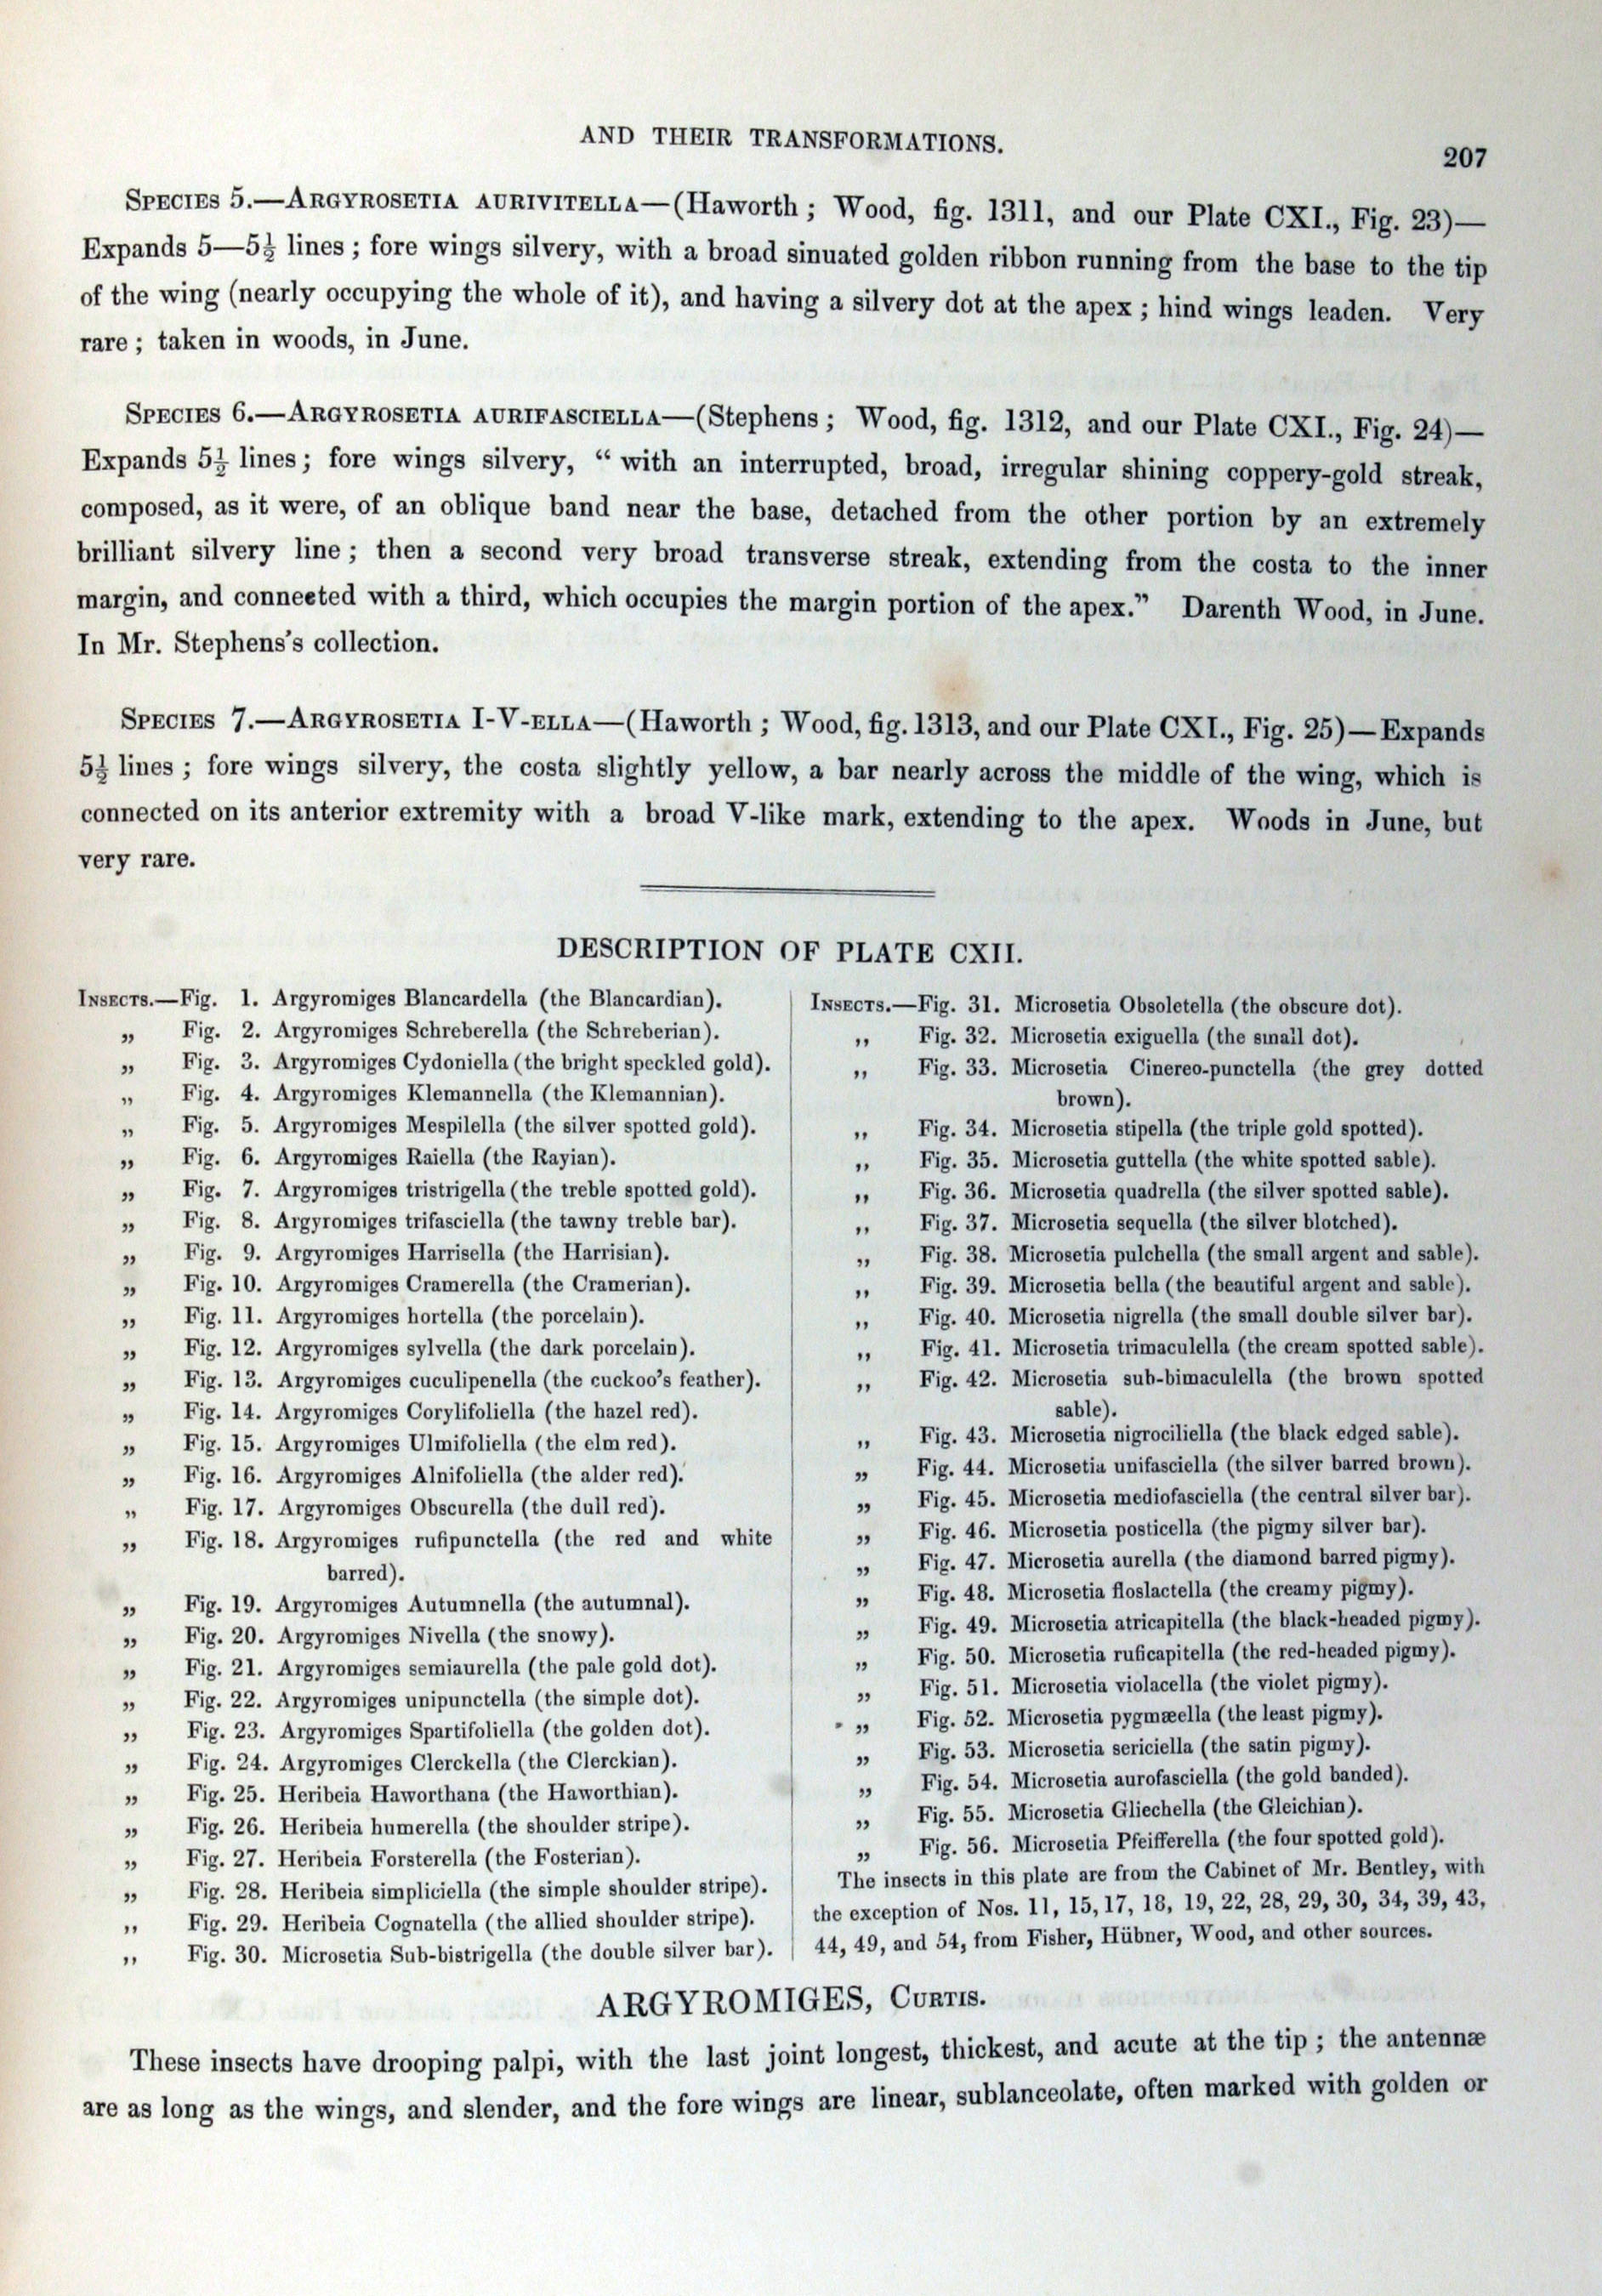 AND THEIR TRANSFORMATIONS.
207
Species 5.—Argyrosetia aurivitella—(Haworth; Wood, fig. 1311, and our Plate CXI., Fig. 23)—
Expands 5—5½ lines; fore wings silvery, with a broad sinuated golden ribbon running from the base to the tip
of the wing (nearly occupying the whole of it), and having a silvery dot at the apex; hind wings leaden. Very
rare; taken in woods, in June.
Species 6.—Argyrosetia aurifasciella—(Stephens; Wood, fig. 1312, and our Plate CXI., Fig. 24)—
Expands 5½ lines; fore wings silvery, “with an interrupted, broad, irregular shining coppery-gold streak,
composed, as it were, of an oblique band near the base, detached from the other portion by an extremely
brilliant silvery line; then a second very broad transverse streak, extending from the costa to the inner
margin, and connected with a third, which occupies the margin portion of the apex.” Darenth Wood, in June.
In Mr. Stephens's collection.
Species 7.—Argyrosetia I-V-ella—(Haworth; Wood, fig. 1313, and our Plate CXI., Fig. 25)—Expands
5½ lines; fore wings silvery, the costa slightly yellow, a bar nearly across the middle of the wing, which is
connected on its anterior extremity with a broad V-like mark, extending to the apex. Woods in June, but
very rare.
DESCRIPTION OF PLATE CXII.
Insects.—Fig. 1. Argyromiges Blancardella (the Blancardian).
„ Fig. 2. Argyromiges Schreberella (the Schreberian).
„ Fig. 3. Argyromiges Cydoniella (the bright speckled gold).
„ Fig. 4. Argyromiges Klemannella (the Klemannian).
„ Fig. 5. Argyromiges Mespilella (the silver spotted gold).
„ Fig. 6. Argyromiges Raiella (the Rayian).
„ Fig. 7. Argyromiges tristrigella (the treble spotted gold).
„ Fig. 8. Argyromiges trifasciella (the tawny treble bar).
„ Fig. 9. Argyromiges Harrisella (the Harrisian).
„ Fig. 10. Argyromiges Cramerella (the Cramerian).
„ Fig. 11. Argyromiges hortella (the porcelain).
„ Fig. 12. Argyromiges sylvella (the dark porcelain).
„ Fig. 13. Argyromiges cuculipenella (the cuckoo's feather).
„ Fig. 14. Argyromiges Corylifoliella (the hazel red).
„ Fig. 15. Argyromiges Ulmifoliella (the elm red).
„ Fig. 16. Argyromiges Alnifoliella (the alder red).
„ Fig. 17. Argyromiges Obscurella (the dull red).
„ Fig. 18. Argyromiges rufipunctella (the red and white
barred).
„ Fig. 19. Argyromiges Autumnella (the autumnal).
„ Fig. 20. Argyromiges Nivella (the snowy).
„ Fig. 21. Argyromiges semiaurella (the pale gold dot).
„ Fig. 22. Argyromiges unipunctella (the simple dot).
„ Fig. 23. Argyromiges Spartifoliella (the golden dot).
„ Fig. 24. Argyromiges Clerckella (the Clerckian).
„ Fig. 25. Heribeia Haworthana (the Haworthian).
„ Fig. 26. Heribeia humerella (the shoulder stripe).
„ Fig. 27. Heribeia Forsterella (the Fosterian).
„ Fig. 28. Heribeia simpliciella (the simple shoulder stripe).
„ Fig. 29. Heribeia Cognatella (the allied shoulder stripe).
„ Fig. 30. Microsetia Sub-bistrigella (the double silver bar).
Insects.—Fig. 31. Microsetia Obsoletella (the obscure dot).
„ Fig. 32. Microsetia exiguella (the small dot).
„ Fig. 33. Microsetia Cinereo-punctella (the grey dotted
brown).
„ Fig. 34. Microsetia stipella (the triple gold spotted).
„ Fig. 35. Microsetia guttella (the white spotted sable).
„ Fig. 36. Microsetia quadrella (the silver spotted sable).
„ Fig. 37. Microsetia sequella (the silver blotched).
„ Fig. 38. Microsetia pulchella (the small argent and sable).
„ Fig. 39. Microsetia bella (the beautiful argent and sable).
„ Fig. 40. Microsetia nigrella (the small double silver bar).
„ Fig. 41. Microsetia trimaculella (the cream spotted sable).
„ Fig. 42. Microsetia sub-bimaculella (the brown spotted
sable).
„ Fig. 43. Microsetia nigrociliella (the black edged sable).
„ Fig. 44. Microsetia unifasciella (the silver barred brown).
„ Fig. 45. Microsetia mediofasciella (the central silver bar).
„ Fig. 46. Microsetia posticella (the pigmy silver bar).
„ Fig. 47. Microsetia aurella (the diamond barred pigmy).
„ Fig. 48. Microsetia floslactella (the creamy pigmy).
„ Fig. 49. Microsetia atricapitella (the black-headed pigmy).
„ Fig. 50. Microsetia ruficapitella (the red-headed pigmy).
„ Fig. 51. Microsetia violacella (the violet pigmy).
„ Fig. 52. Microsetia pygmæella (the least pigmy).
„ Fig. 53. Microsetia sericiella (the satin pigmy).
„ Fig. 54. Microsetia aurofasciella (the gold banded).
„ Fig. 55. Microsetia Gliechella (the Gleichian).
„ Fig. 56. Microsetia Pfeifferella (the four spotted gold).
The insects in this plate are from the Cabinet of Mr. Bentley, with
the exception of Nos. 11, 15, 17, 18, 19, 22, 28, 29, 30, 34, 39, 43,
44, 49, and 54, from Fisher, Hübner, Wood, and other sources.
ARGYROMIGES, Curtis.
These insects have drooping palpi, with the last joint longest, thickest, and acute at the tip; the antennæ
are as long as the wings, and slender, and the fore wings are linear, sublanceolate, often marked with golden or